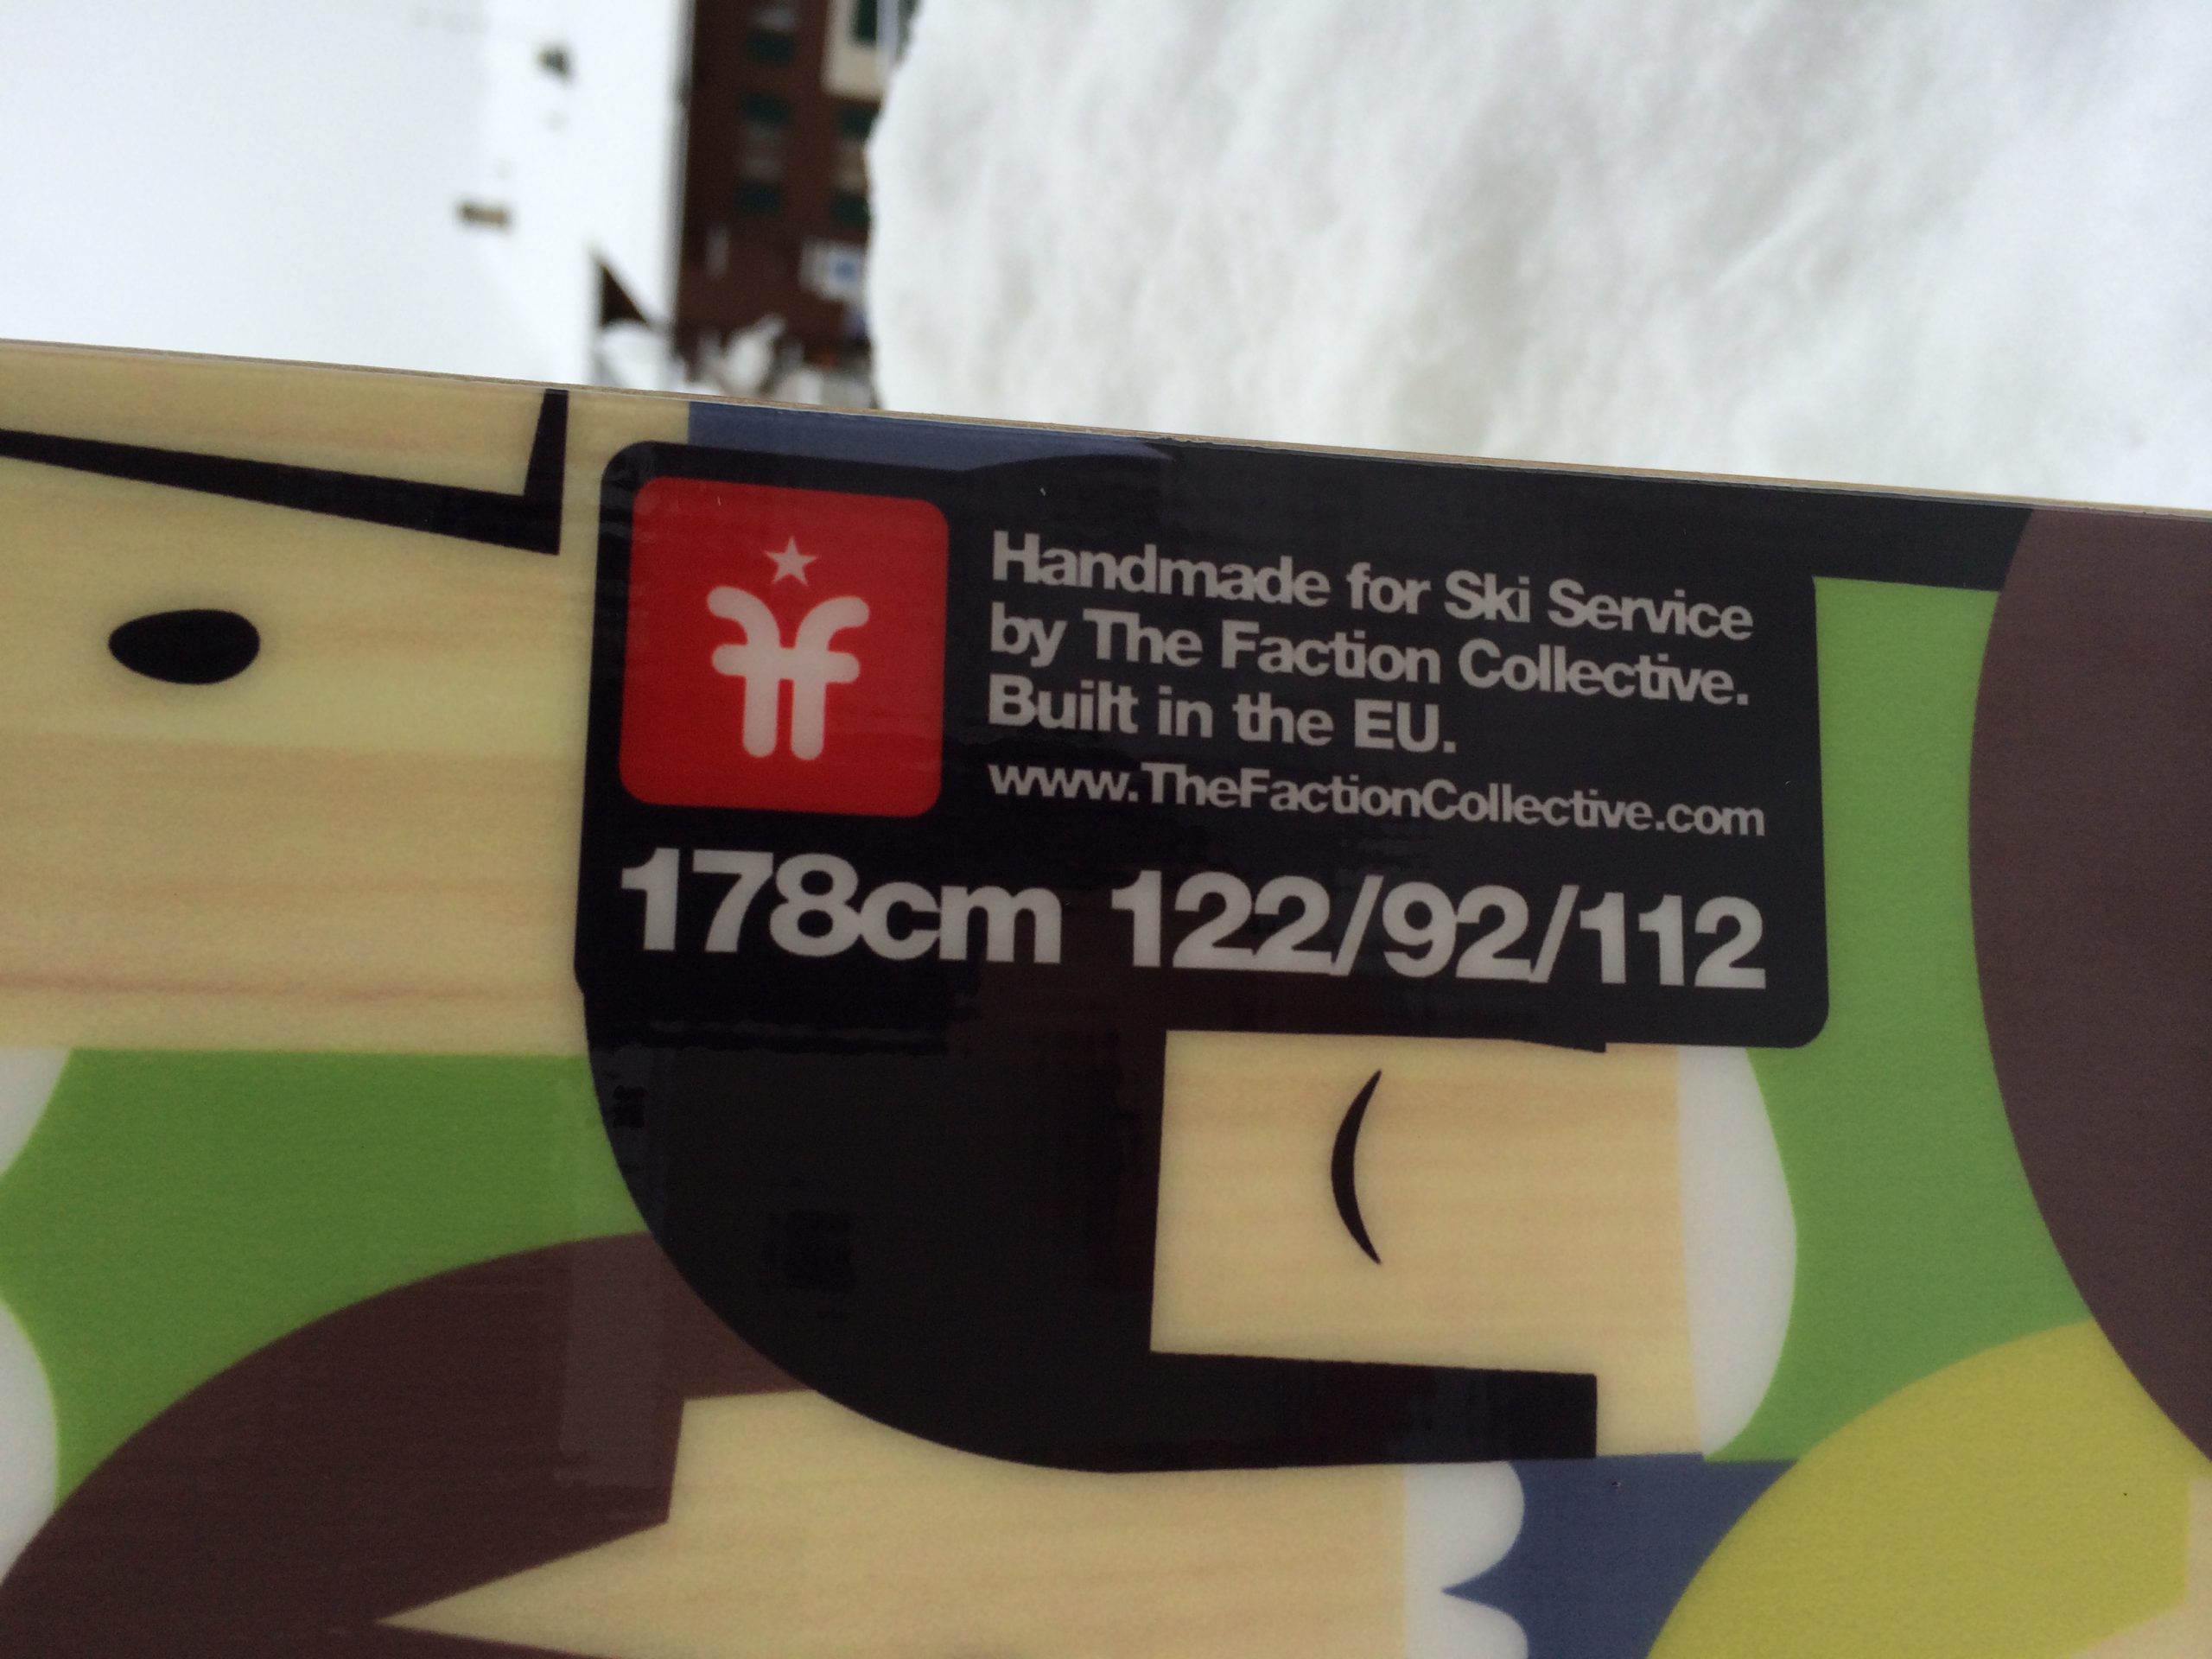 Handmade for Ski Service
by The Faction Collective.
Built in the EU.
www.TheFactionCollective.com
178cm 122/92/112